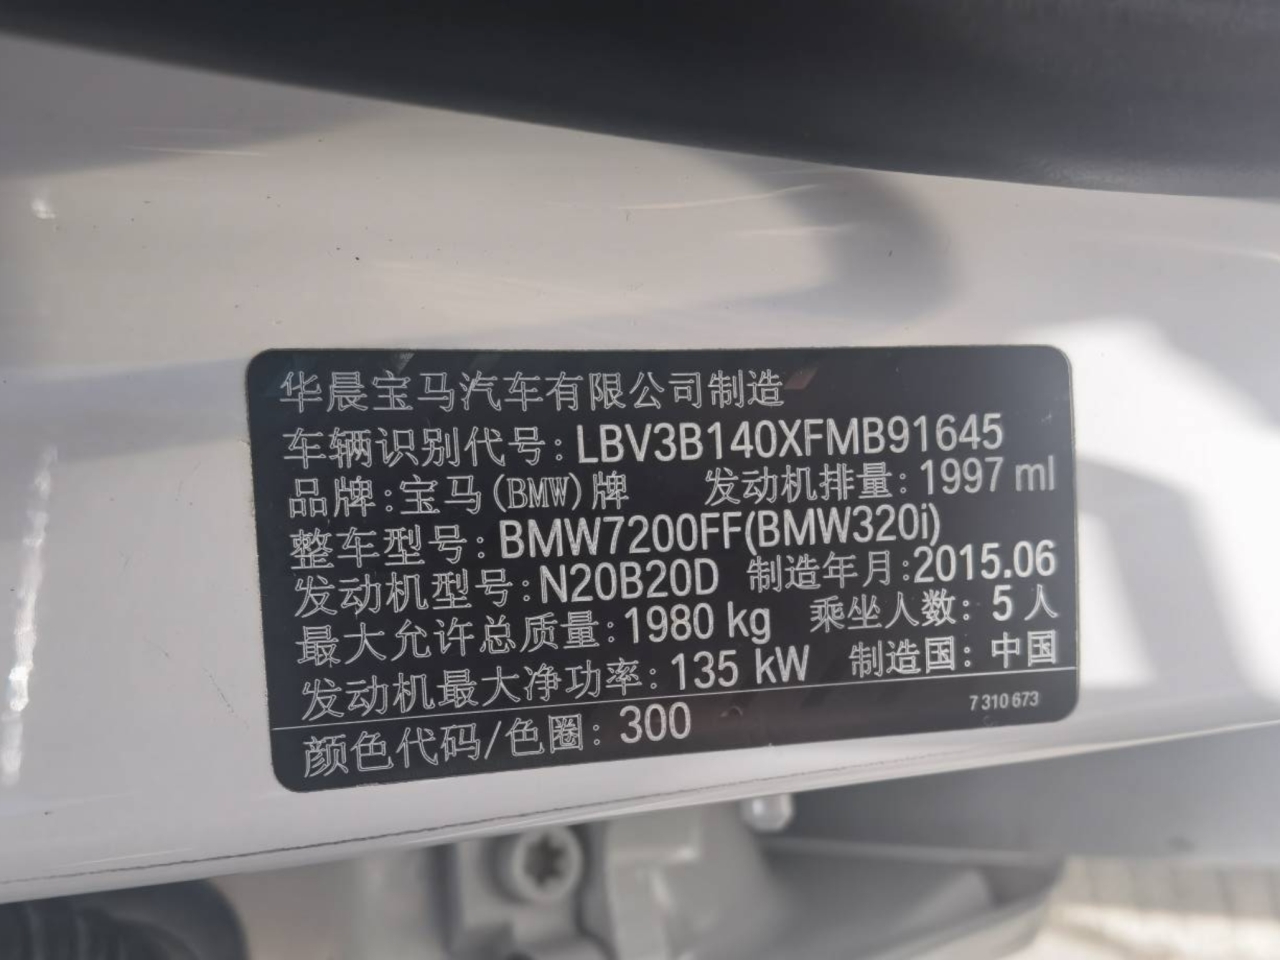 华晨宝马汽车有限公司制造
车辆识别代号: LBV3B140XFMB91645
品牌:宝马(BMW)牌 发动机排量: 1997 ml
整车型号: BMW7200FF(BMW320i)
发动机型号: N20B20D 制造年月:2015.06
最大允许总质量: 1980 kg 乘坐人数: 5 人
发动机最大净功率: 135 kW 制造国: 中国
颜色代码/色圈: 300 7 310 673